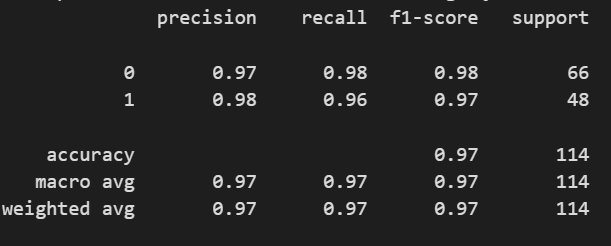 precision recall f1-score support
0 0.97 0.98 0.98 66
1 0.98 0.96 0.97 48
accuracy 0.97 114
macro avg 0.97 0.97 0.97 114
weighted avg 0.97 0.97 0.97 114